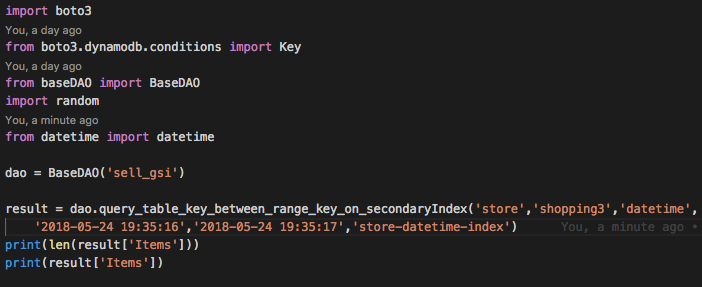 import boto3
You, a day ago
from boto3.dynamodb.conditions import Key
You, a day ago
from baseDAO import BaseDAO
import random
You, a minute ago
from datetime import datetime
dao = BaseDAO('sell_gsi')
result = dao.query_table_key_between_range_key_on_secondaryIndex('store','shopping3','datetime',
'2018-05-24 19:35:16','2018-05-24 19:35:17','store-datetime-index') You, a minute ago •
print(len(result['Items']))
print(result['Items'])